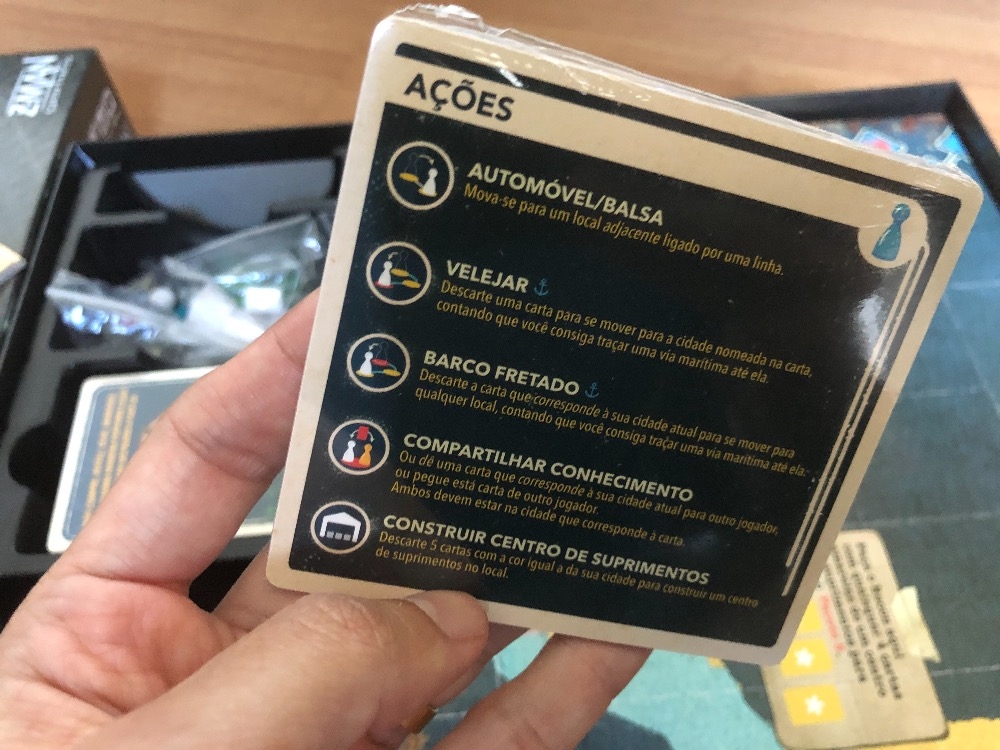 AÇÕES
AUTOMÓVEL/BALSA
Mova-se para um local adjacente ligado por uma linha.
VELEJAR
Descarte uma carta para se mover para a cidade nomeada na carta,
contando que você consiga traçar uma via marítima até ela.
BARCO FRETADO
Descarte a carta que corresponde à sua cidade atual para se mover para
qualquer local, contando que você consiga traçar uma via marítima até ela.
COMPARTILHAR CONHECIMENTO
Ou dê uma carta que corresponde à sua cidade atual para outro jogador,
ou pegue está carta de outro jogador.
Ambos devem estar na cidade que corresponde à carta.
CONSTRUIR CENTRO DE SUPRIMENTOS
Descarte 5 cartas com a cor igual a da sua cidade para construir um centro
de suprimentos no local.